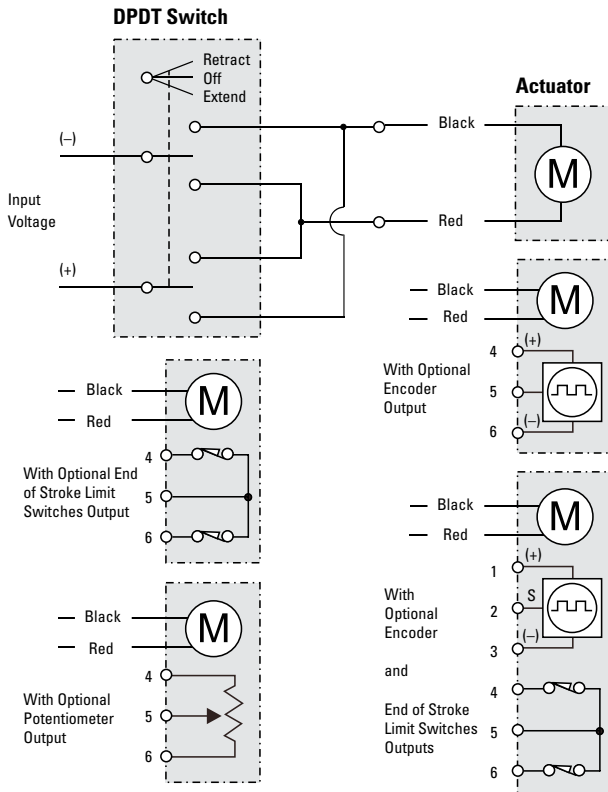 DPDT Switch
Retract
Off
Extend
(–)
Input
Voltage
(+)
Actuator
Black
M
Red
Black
Red
M
4
(+)
With Optional
Encoder
Output
5
6
(–)
Black
Red
M
4
With Optional End
of Stroke Limit
Switches Output
5
6
Black
Red
M
1
(+)
With
Optional
Encoder
2
S
3
(–)
and
4
End of Stroke
Limit Switches
Outputs
5
6
Black
Red
M
4
With Optional
Potentiometer
Output
5
6